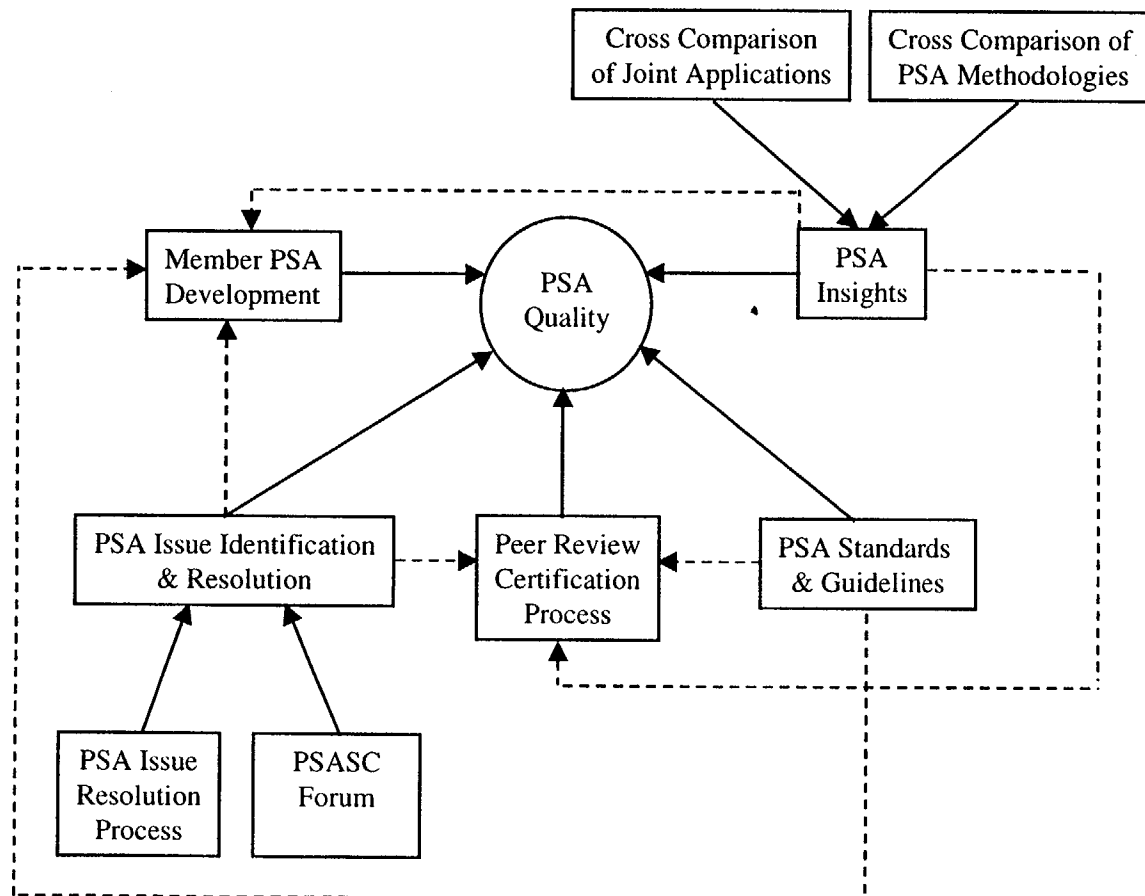 Cross Comparison
of Joint Applications
Cross Comparison of
PSA Methodologies
Member PSA
Development
PSA
Quality
PSA
Insights
PSA Issue Identification
& Resolution
Peer Review
Certification
Process
PSA Standards
& Guidelines
PSA Issue
Resolution
Process
PSASC
Forum